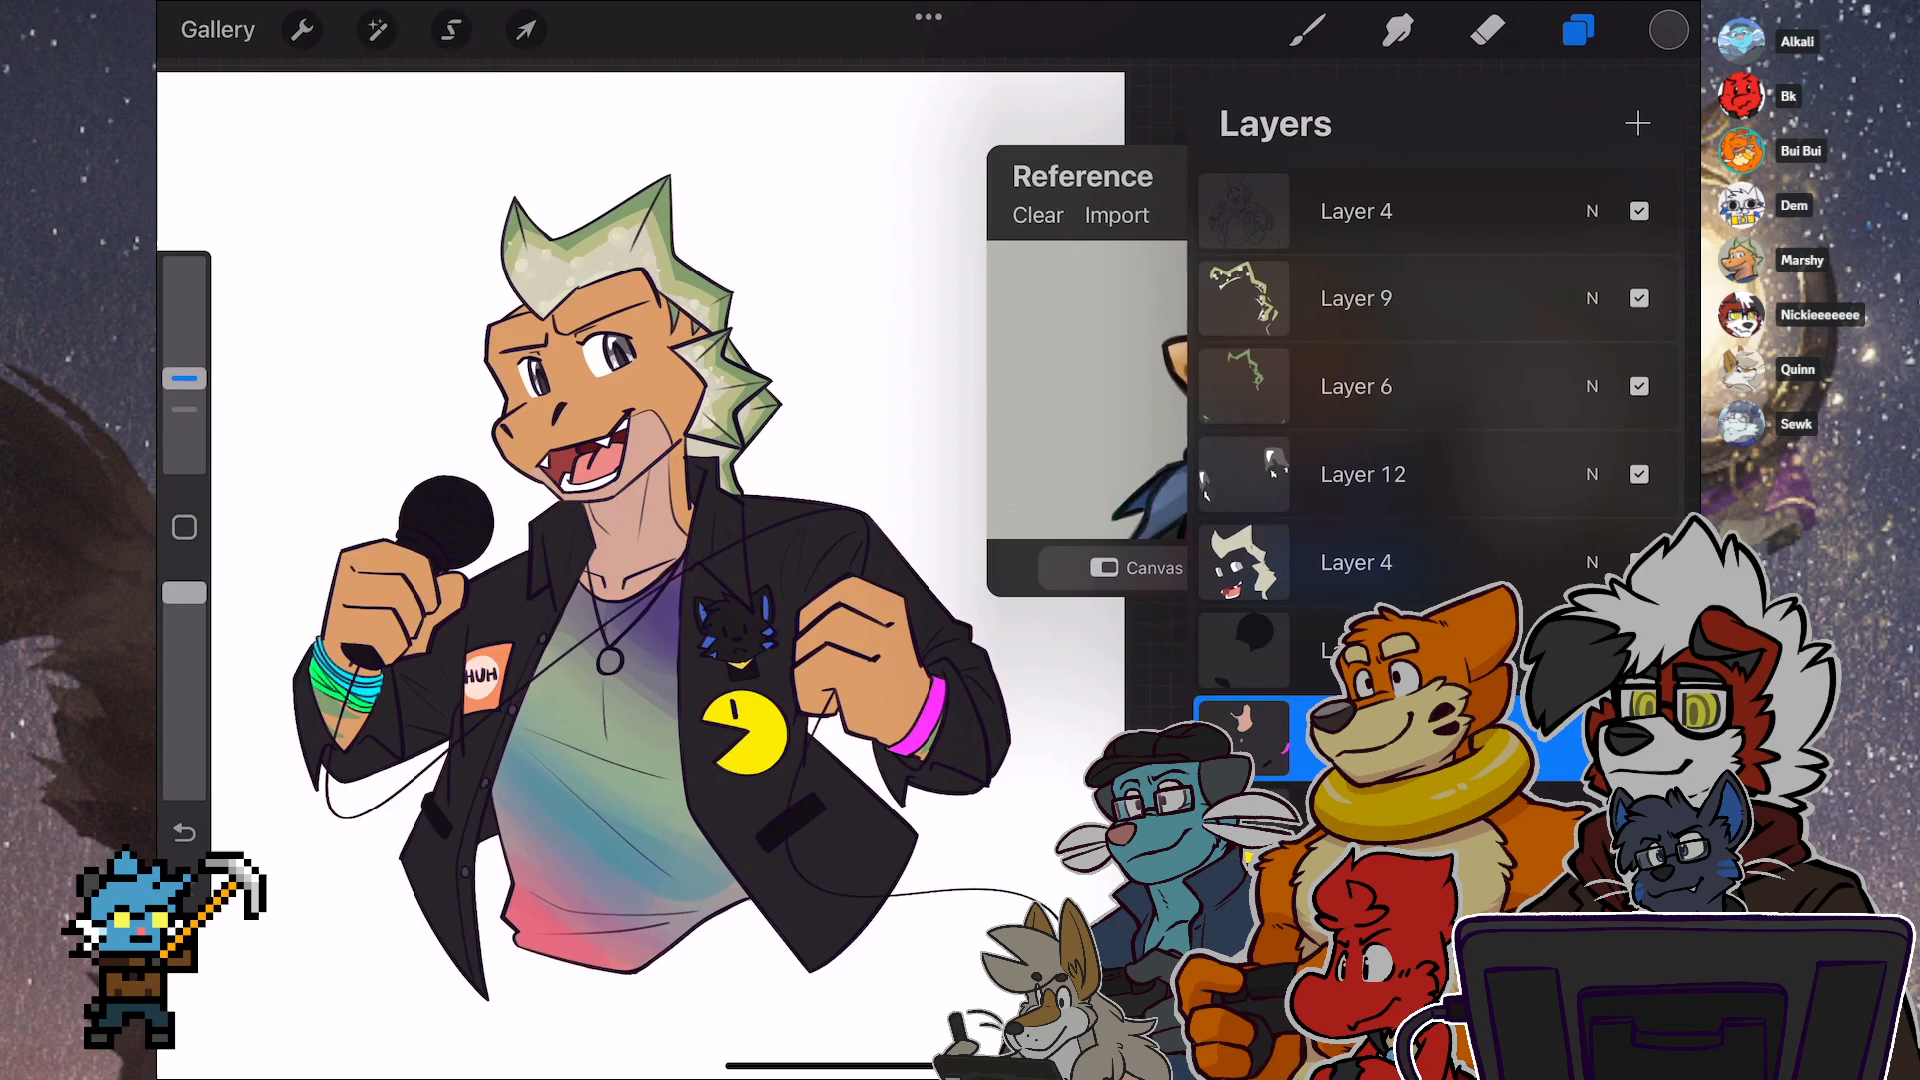 Gallery
Layers
Reference
Clear Import
Canvas
Layer 4 N
Layer 9 N
Layer 6 N
Layer 12 N
Layer 4 N
L
HUH
Alkali
Bk
Bui Bui
Dem
Marshy
Nickieeeeeee
Quinn
Sewk